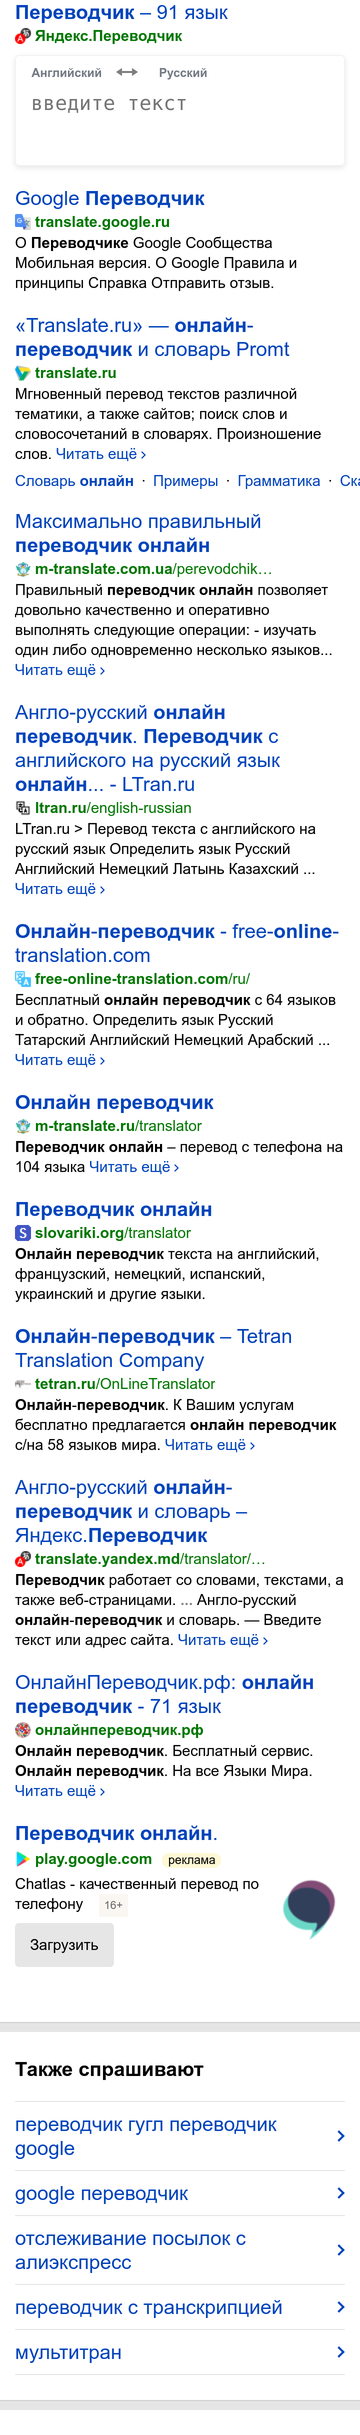 Переводчик – 91 язык
Яндекс.Переводчик
Английский Русский
введите текст
Google Переводчик
translate.google.ru
О Переводчике Google Сообщества
Мобильная версия. О Google Правила и
принципы Справка Отправить отзыв.
«Translate.ru» — онлайн-
переводчик и словарь Promt
translate.ru
Мгновенный перевод текстов различной
тематики, а также сайтов; поиск слов и
словосочетаний в словарях. Произношение
слов. Читать ещё ›
Словарь онлайн · Примеры · Грамматика · Ска
Максимально правильный
переводчик онлайн
m-translate.com.ua/perevodchik…
Правильный переводчик онлайн позволяет
довольно качественно и оперативно
выполнять следующие операции: - изучать
один либо одновременно несколько языков...
Читать ещё ›
Англо-русский онлайн
переводчик. Переводчик с
английского на русский язык
онлайн... - LTran.ru
ltran.ru/english-russian
LTran.ru > Перевод текста с английского на
русский язык Определить язык Русский
Английский Немецкий Латынь Казахский ...
Читать ещё ›
Онлайн-переводчик - free-online-
translation.com
free-online-translation.com/ru/
Бесплатный онлайн переводчик с 64 языков
и обратно. Определить язык Русский
Татарский Английский Немецкий Арабский ...
Читать ещё ›
Онлайн переводчик
m-translate.ru/translator
Переводчик онлайн – перевод с телефона на
104 языка Читать ещё ›
Переводчик онлайн
slovariki.org/translator
Онлайн переводчик текста на английский,
французский, немецкий, испанский,
украинский и другие языки.
Онлайн-переводчик – Tetran
Translation Company
tetran.ru/OnLineTranslator
Онлайн-переводчик. К Вашим услугам
бесплатно предлагается онлайн переводчик
с/на 58 языков мира. Читать ещё ›
Англо-русский онлайн-
переводчик и словарь –
Яндекс.Переводчик
translate.yandex.md/translator/…
Переводчик работает со словами, текстами, а
также веб-страницами. ... Англо-русский
онлайн-переводчик и словарь. — Введите
текст или адрес сайта. Читать ещё ›
ОнлайнПереводчик.рф: онлайн
переводчик - 71 язык
онлайнпереводчик.рф
Онлайн переводчик. Бесплатный сервис.
Онлайн переводчик. На все Языки Мира.
Читать ещё ›
Переводчик онлайн.
play.google.com реклама
Chatlas - качественный перевод по
телефону 16+
Загрузить
Также спрашивают
переводчик гугл переводчик
google
google переводчик
отслеживание посылок с
алиэкспресс
переводчик с транскрипцией
мультитран